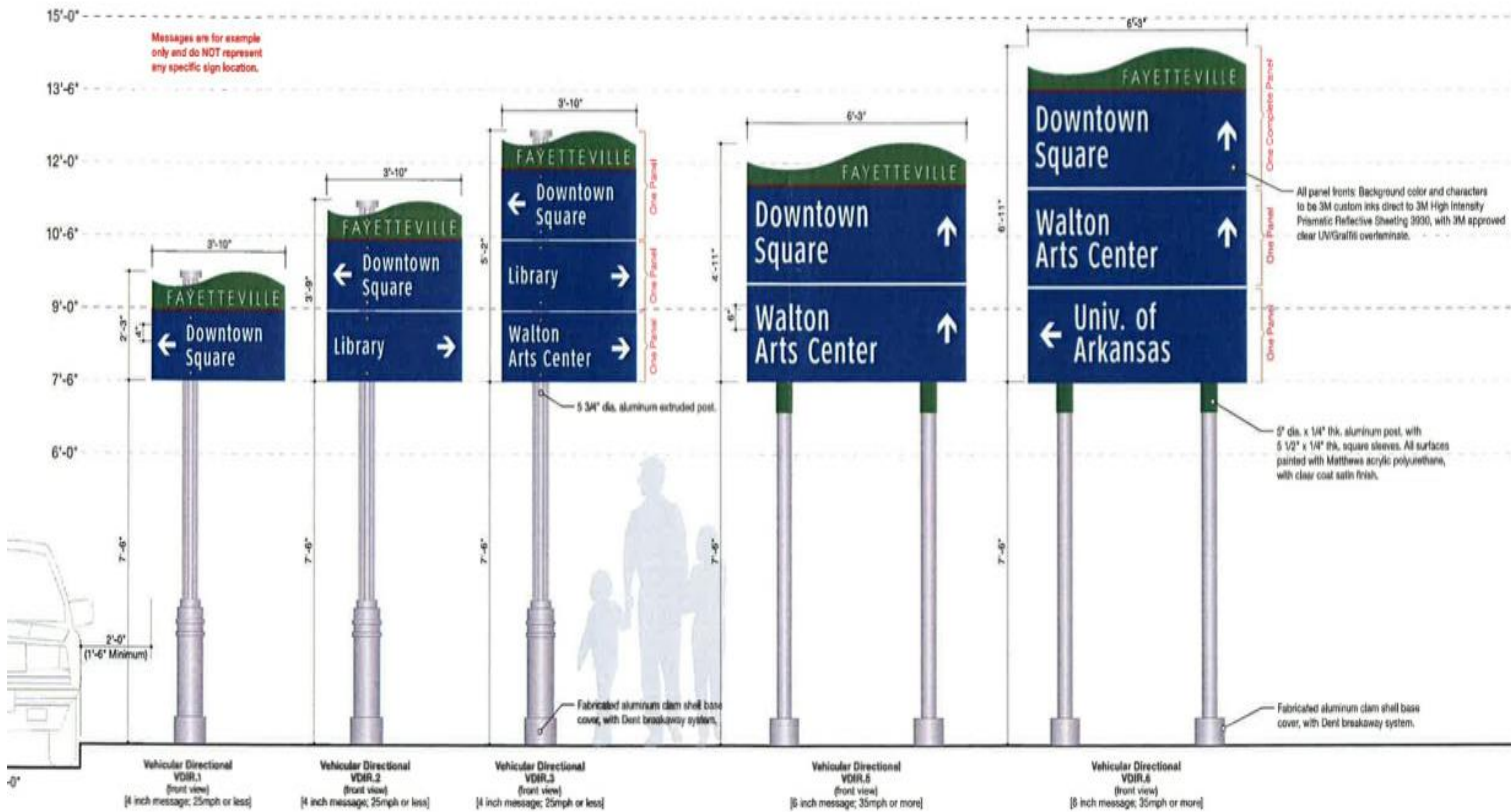 15'-0"
13'-6"
12'-0"
10'-6"
9'-0"
7'-6"
6'-0"
-0"
Messages are for example
only and do NOT represent
any specific sign location.
3'-10"
2'-3"
4"
FAYETTEVILLE
← Downtown
Square
7'-6"
2'-0"
(1'-6" Minimum)
Vehicular Directional
VDIR.1
(front view)
[4 inch message; 25mph or less]
3'-10"
3'-9"
FAYETTEVILLE
← Downtown
Square
Library →
7'-6"
Vehicular Directional
VDIR.2
(front view)
[4 inch message; 25mph or less]
3'-10"
5'-2"
FAYETTEVILLE
← Downtown
Square
Library →
Walton
Arts Center →
One Panel
One Panel
One Panel
5 3/4" dia. aluminum extruded post.
7'-6"
Fabricated aluminum clam shell base
cover, with Dent breakaway system.
Vehicular Directional
VDIR.3
(front view)
[4 inch message; 25mph or less]
6'-3"
4'-11"
6"
FAYETTEVILLE
Downtown
Square ↑
Walton
Arts Center ↑
7'-6"
Vehicular Directional
VDIR.5
(front view)
[6 inch message; 35mph or more]
6'-3"
6'-11"
FAYETTEVILLE
Downtown
Square ↑
Walton
Arts Center ↑
← Univ. of
Arkansas
One Complete Panel
One Panel
One Panel
All panel fronts: Background color and characters
to be 3M custom inks direct to 3M High Intensity
Prismatic Reflective Sheeting 3930, with 3M approved
clear UV/Graffiti overlaminate.
5" dia. x 1/4" thk. aluminum post, with
5 1/2" x 1/4" thk. square sleeves. All surfaces
painted with Matthews acrylic polyurethane,
with clear coat satin finish.
7'-6"
Fabricated aluminum clam shell base
cover, with Dent breakaway system.
Vehicular Directional
VDIR.6
(front view)
[6 inch message; 35mph or more]